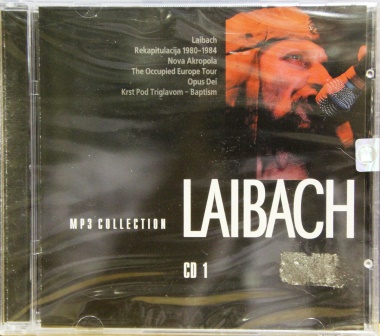 Laibach
Rekapitulacija 1980-1984
Nova Akropola
The Occupied Europe Tour
Opus Dei
Krst Pod Triglavom – Baptism
MP3 COLLECTION LAIBACH
CD 1